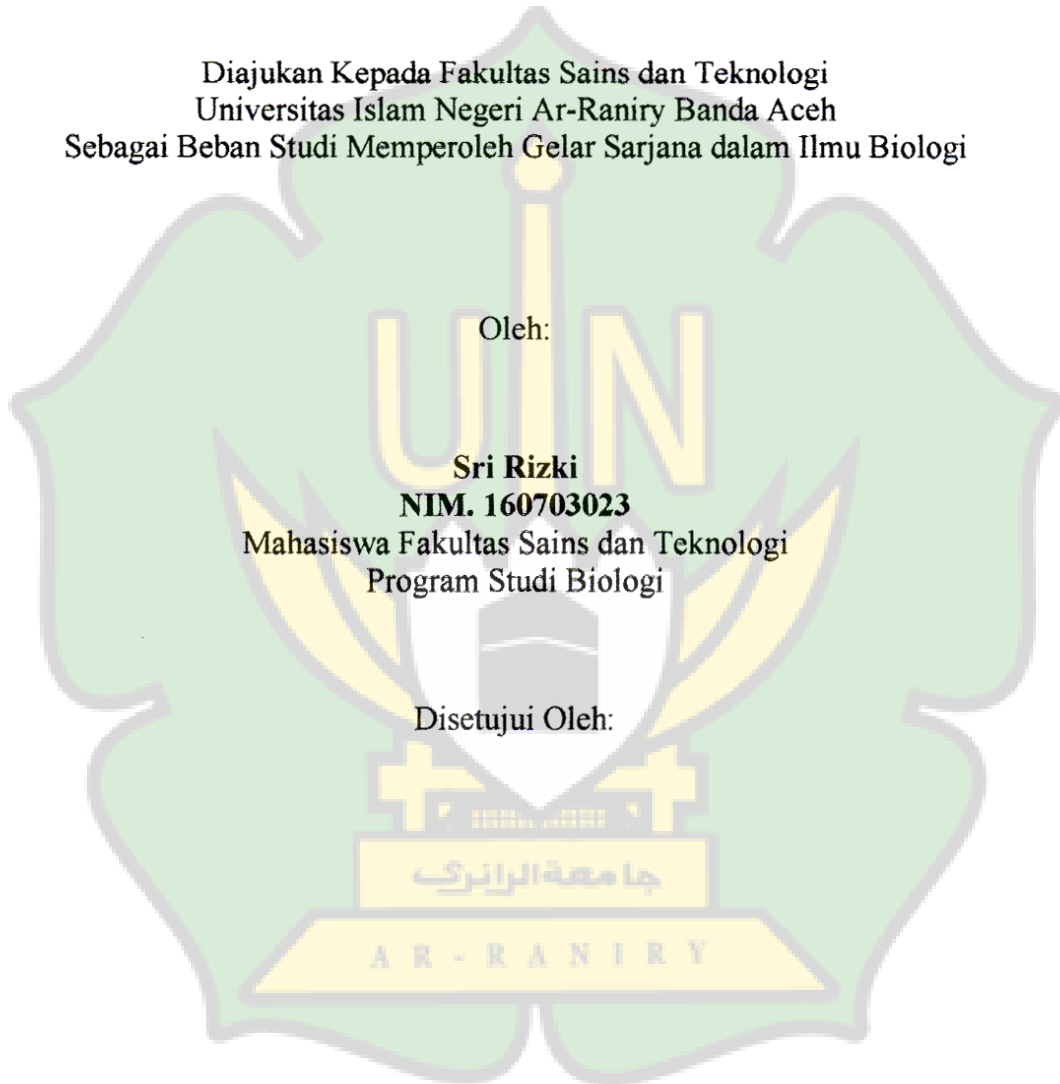 Diajukan Kepada Fakultas Sains dan Teknologi
Universitas Islam Negeri Ar-Raniry Banda Aceh
Sebagai Beban Studi Memperoleh Gelar Sarjana dalam Ilmu Biologi
Oleh:
UIN
Sri Rizki
NIM. 160703023
Mahasiswa Fakultas Sains dan Teknologi
Program Studi Biologi
Disetujui Oleh:
جامعة الرانري
AR-RANIRY